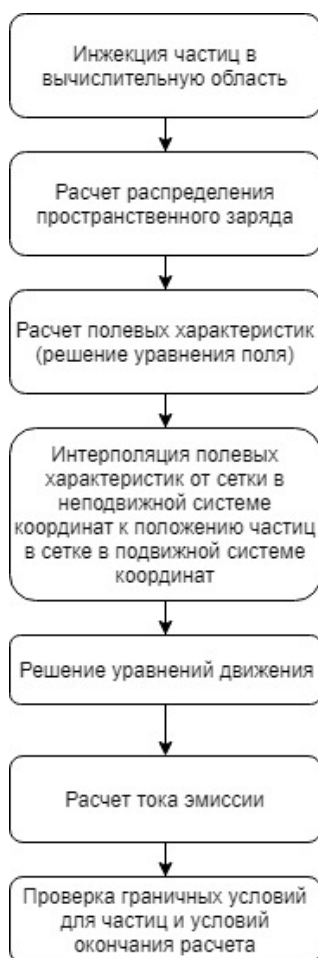 Инжекция частиц в
вычислительную область
Расчет распределения
пространственного заряда
Расчет полевых характеристик
(решение уравнения поля)
Интерполяция полевых
характеристик от сетки в
неподвижной системе
координат к положению частиц
в сетке в подвижной системе
координат
Решение уравнений движения
Расчет тока эмиссии
Проверка граничных условий
для частиц и условий
окончания расчета